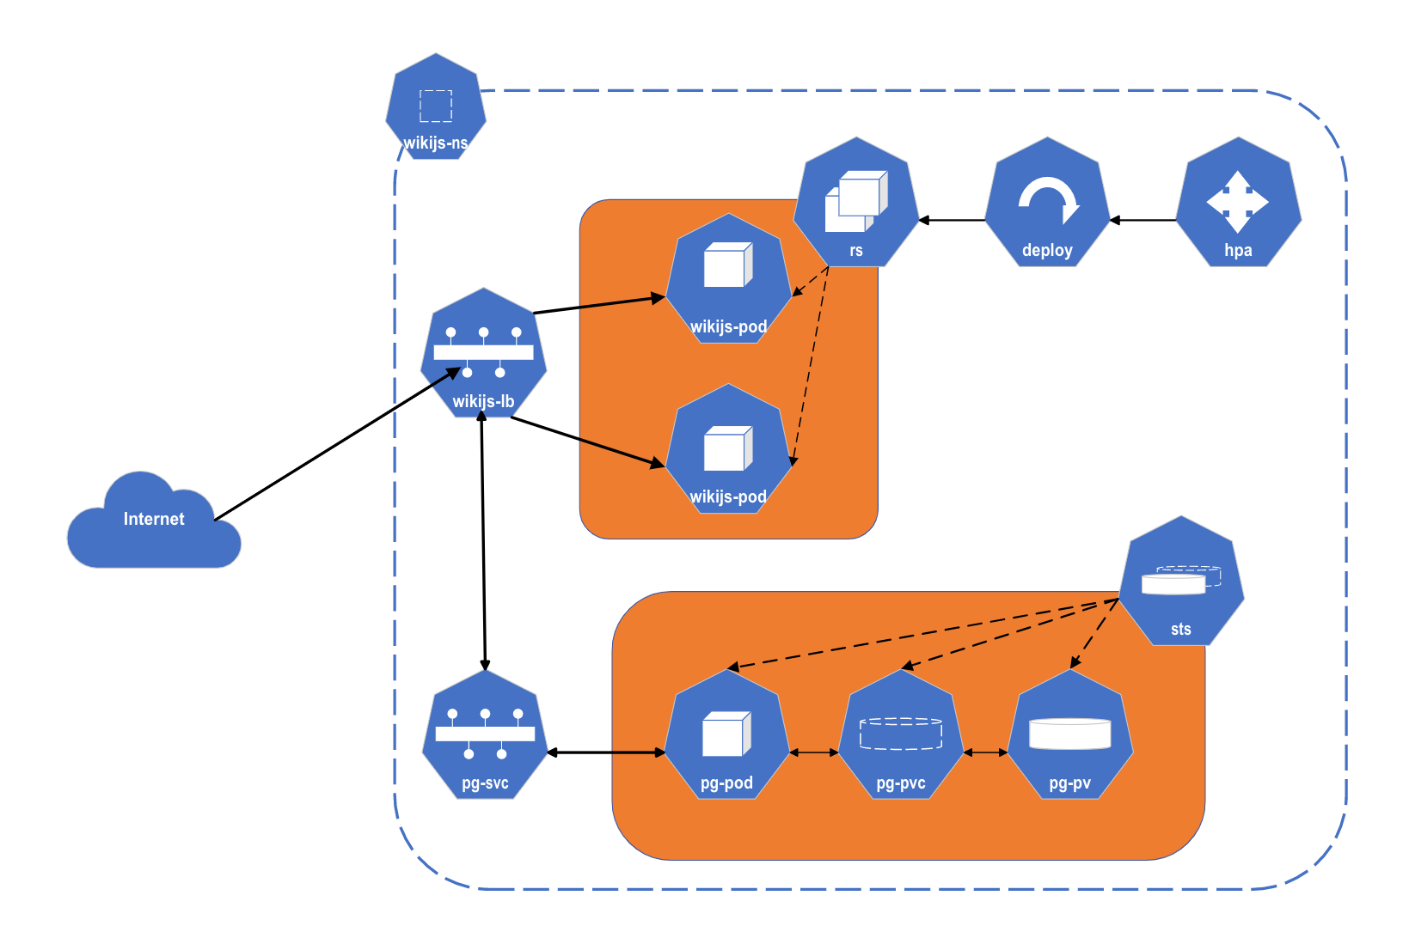 wikijs-ns
rs
deploy
hpa
wikijs-pod
wikijs-lb
wikijs-pod
Internet
sts
pg-svc
pg-pod
pg-pvc
pg-pv